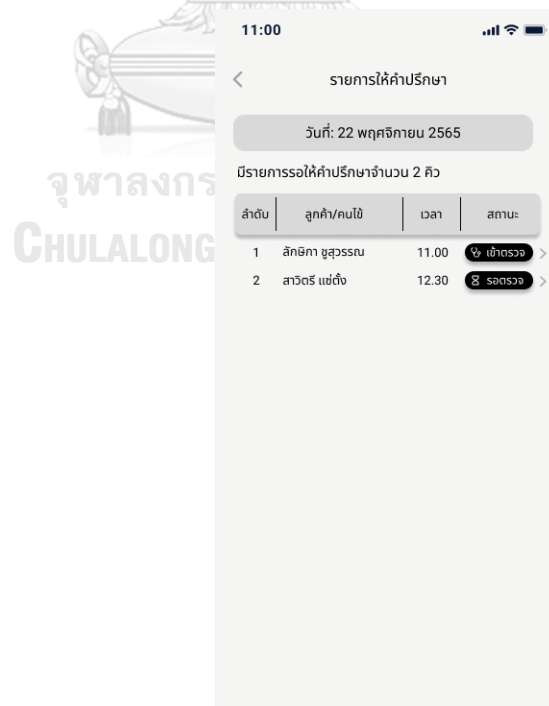 11:00
รายการให้คำปรึกษา
วันที่: 22 พฤศจิกายน 2565
มีรายการรอให้คำปรึกษาจำนวน 2 คิว
ลำดับ ลูกค้า/คนไข้ เวลา สถานะ
1 ลักษิกา ชูสุวรรณ 11.00 เข้าตรวจ
2 สาวิตรี แซ่ตั้ง 12.30 รอตรวจ
จุฬาลงกร
CHULALONG